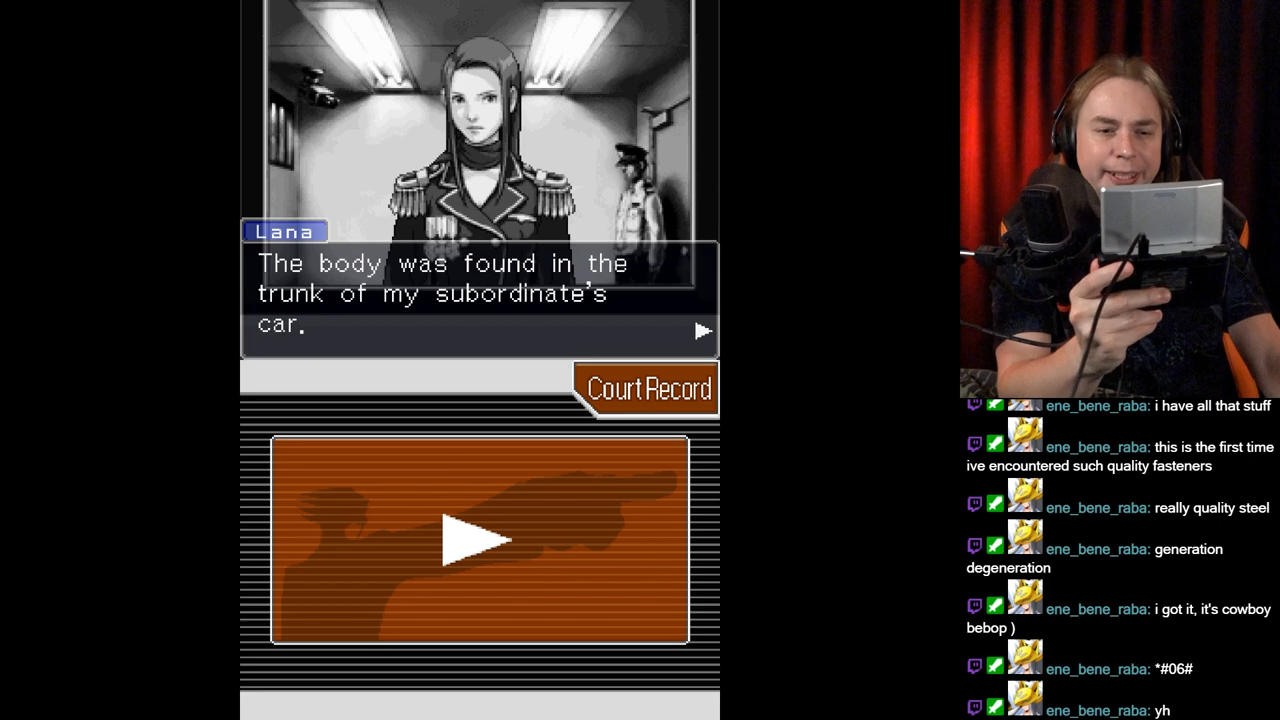 Lana
The body was found in the
trunk of my subordinate's
car.
Court Record
ene_bene_raba: i have all that stuff
ene_bene_raba: this is the first time
ive encountered such quality fasteners
ene_bene_raba: really quality steel
ene_bene_raba: generation
degeneration
ene_bene_raba: i got it, it's cowboy
bebop )
ene_bene_raba: *#06#
ene_bene_raba: yh